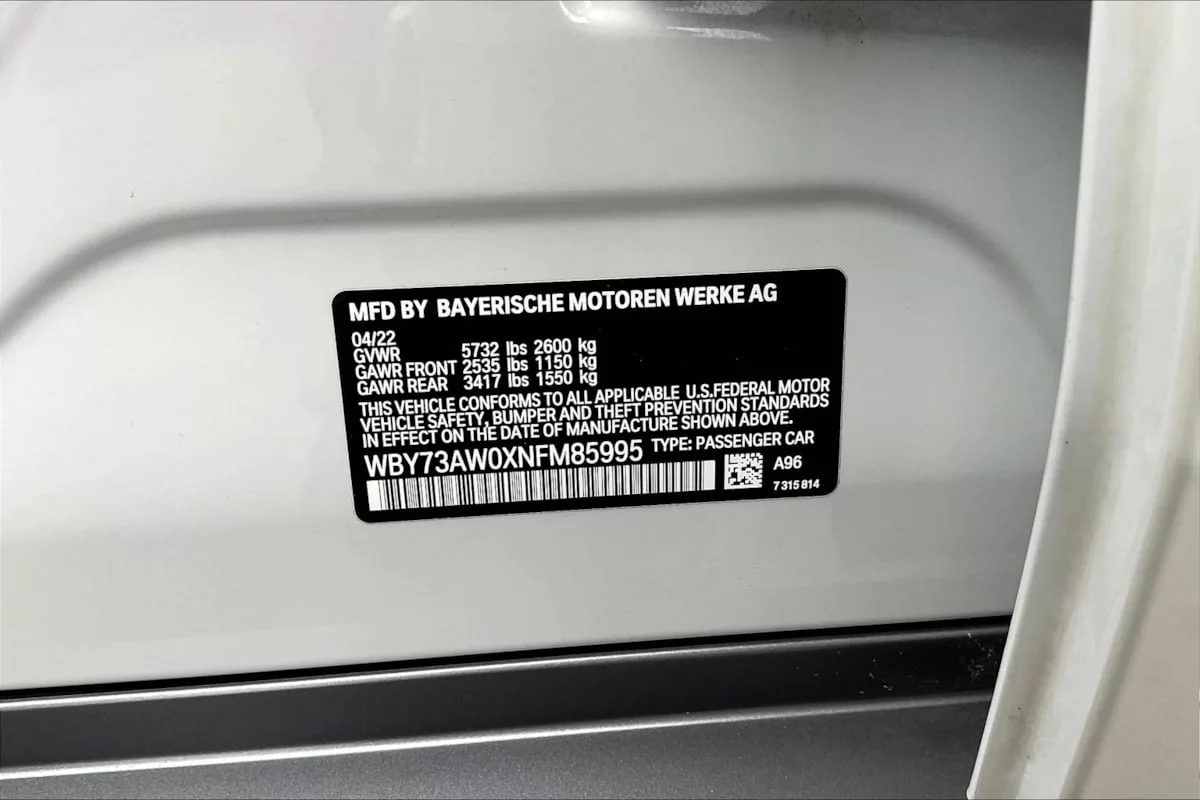 MFD BY BAYERISCHE MOTOREN WERKE AG
04/22
GVWR 5732 lbs 2600 kg
GAWR FRONT 2535 lbs 1150 kg
GAWR REAR 3417 lbs 1550 kg
THIS VEHICLE CONFORMS TO ALL APPLICABLE U.S.FEDERAL MOTOR
VEHICLE SAFETY, BUMPER AND THEFT PREVENTION STANDARDS
IN EFFECT ON THE DATE OF MANUFACTURE SHOWN ABOVE.
WBY73AW0XNFM85995 TYPE: PASSENGER CAR
A96
7 315 814